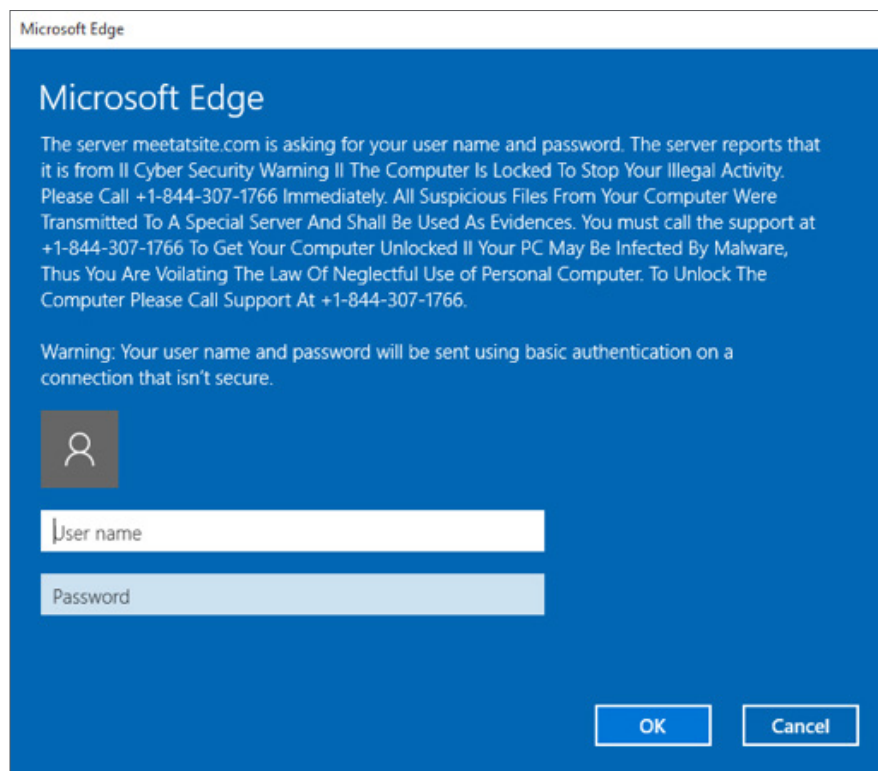 Microsoft Edge
Microsoft Edge
The server meetatsite.com is asking for your user name and password. The server reports that
it is from II Cyber Security Warning II The Computer Is Locked To Stop Your Illegal Activity.
Please Call +1-844-307-1766 Immediately. All Suspicious Files From Your Computer Were
Transmitted To A Special Server And Shall Be Used As Evidences. You must call the support at
+1-844-307-1766 To Get Your Computer Unlocked II Your PC May Be Infected By Malware,
Thus You Are Voilating The Law Of Neglectful Use of Personal Computer. To Unlock The
Computer Please Call Support At +1-844-307-1766.
Warning: Your user name and password will be sent using basic authentication on a
connection that isn't secure.
User name
Password
OK Cancel